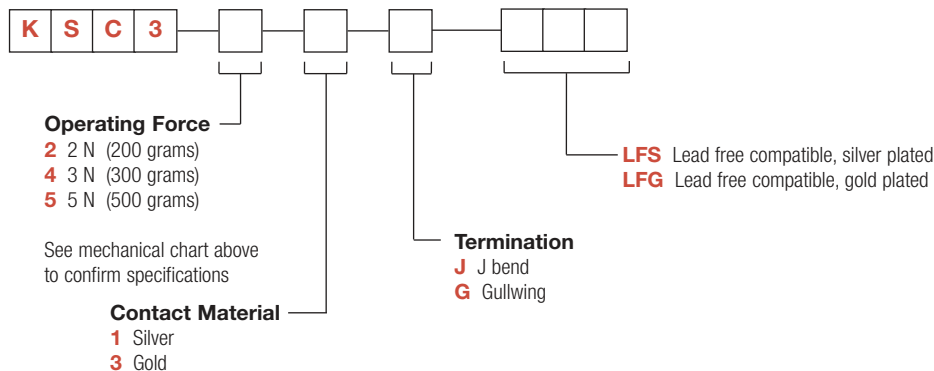 K S C 3
Operating Force
2 2 N (200 grams)
4 3 N (300 grams)
5 5 N (500 grams)
See mechanical chart above
to confirm specifications
Contact Material
1 Silver
3 Gold
Termination
J J bend
G Gullwing
LFS Lead free compatible, silver plated
LFG Lead free compatible, gold plated